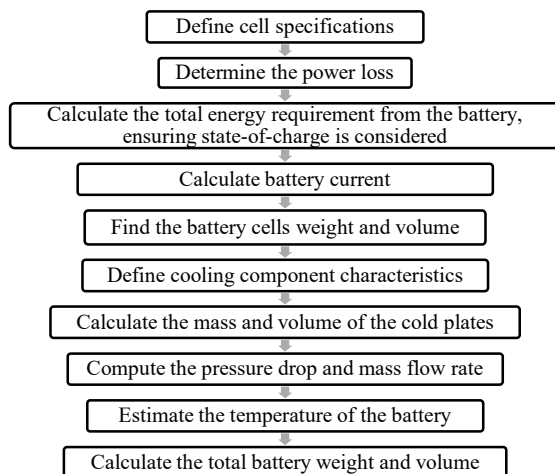 Define cell specifications
Determine the power loss
Calculate the total energy requirement from the battery,
ensuring state-of-charge is considered
Calculate battery current
Find the battery cells weight and volume
Define cooling component characteristics
Calculate the mass and volume of the cold plates
Compute the pressure drop and mass flow rate
Estimate the temperature of the battery
Calculate the total battery weight and volume